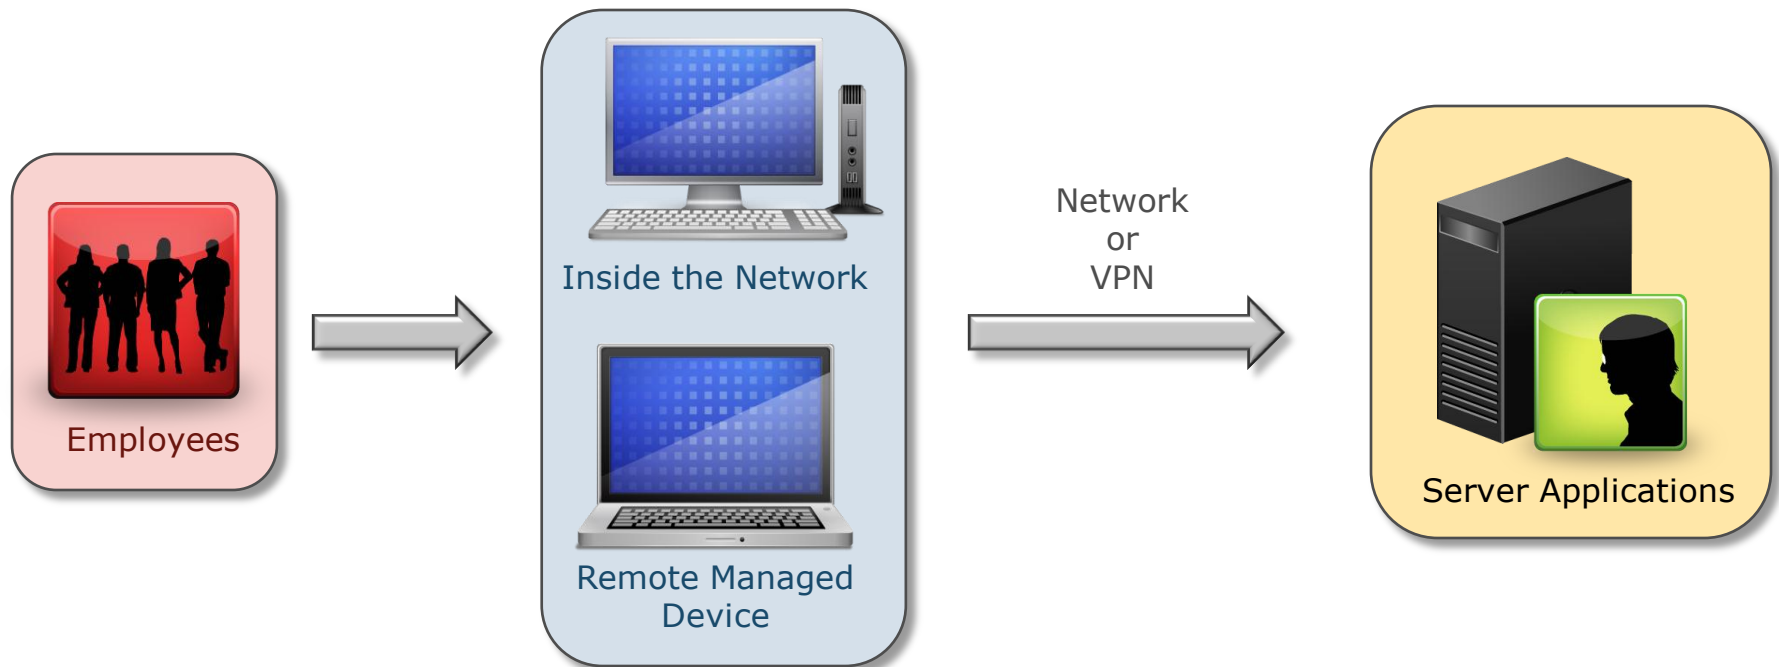 Employees
Inside the Network
Remote Managed
Device
Network
or
VPN
Server Applications